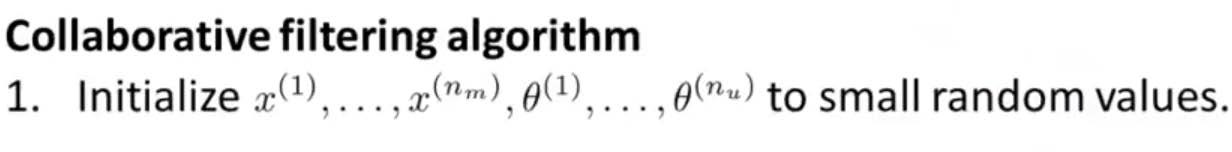 Collaborative filtering algorithm
1. Initialize x^(1), . . . , x^(n_m), θ^(1), . . . , θ^(n_u) to small random values.